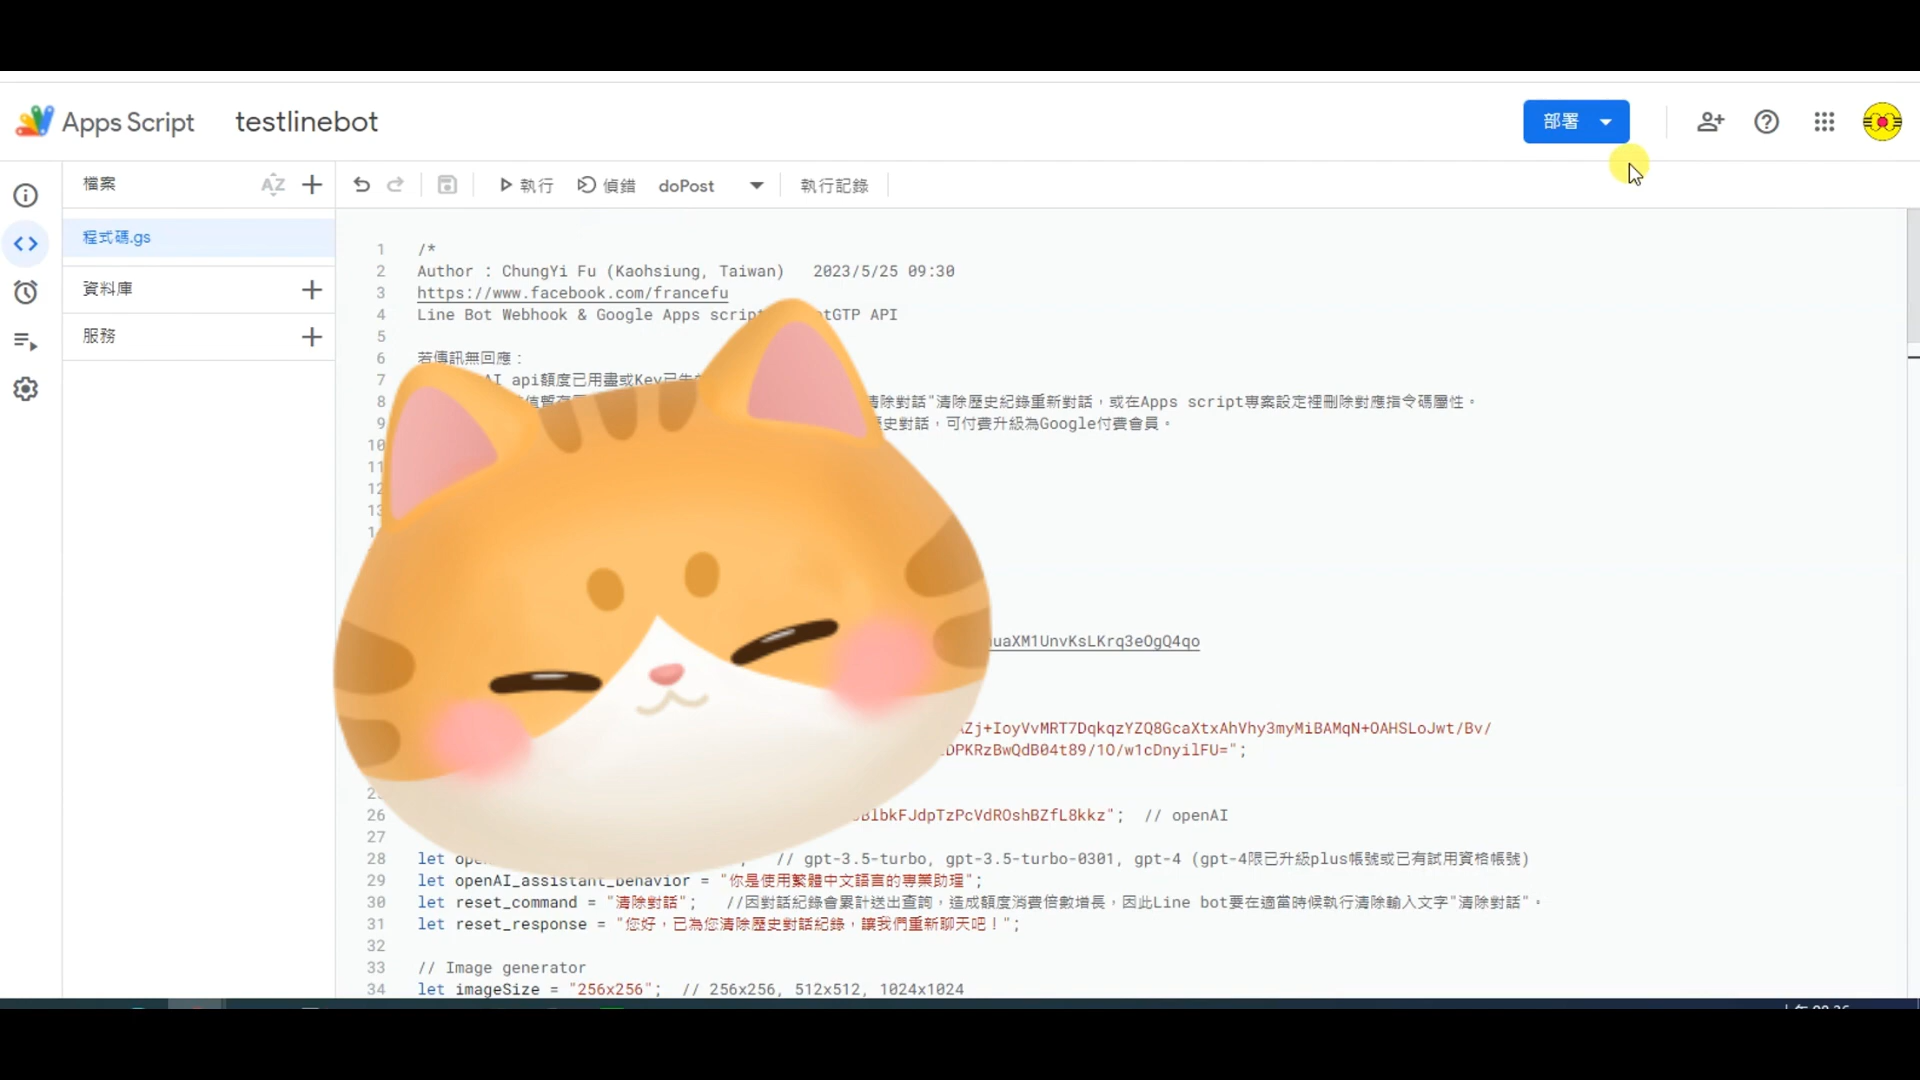 Apps Script testlinebot 部署
檔案 AZ 執行 偵錯 doPost 執行記錄
程式碼.gs
資料庫
服務
1 /*
2 Author : ChungYi Fu (Kaohsiung, Taiwan) 2023/5/25 09:30
3 https://www.facebook.com/francefu
4 Line Bot Webhook & Google Apps script tGTP API
5
6 若傳訊無回應：
7 AI api額度已用盡或Key已
8 清除對話"清除歷史紀錄重新對話，或在Apps script專案設定裡刪除對應指令碼屬性。
9 歷史對話，可付費升級為Google付費會員。
10
11
12
13
uaXM1UnvKsLKrq3eOgQ4qo
Zj+IoyVvMRT7DqkqzYZQ8GcaXtxAhVhy3myMiBAMqN+OAHSLoJwt/Bv/
DPKRzBwQdB04t89/1O/w1cDnyilFU=";
26 BlbkFJdpTzPcVdROshBZfL8kkz"; // openAI
27
28 let // gpt-3.5-turbo, gpt-3.5-turbo-0301, gpt-4 (gpt-4限已升級plus帳號或已有試用資格帳號)
29 let openAI_assistant_behavior = "你是使用繁體中文語言的專業助理";
30 let reset_command = "清除對話"; //因對話紀錄會累計送出查詢，造成額度消費倍數增長，因此Line bot要在適當時候執行清除輸入文字"清除對話"。
31 let reset_response = "您好，已為您清除歷史對話紀錄，讓我們重新聊天吧！";
32
33 // Image generator
34 let imageSize = "256x256"; // 256x256, 512x512, 1024x1024